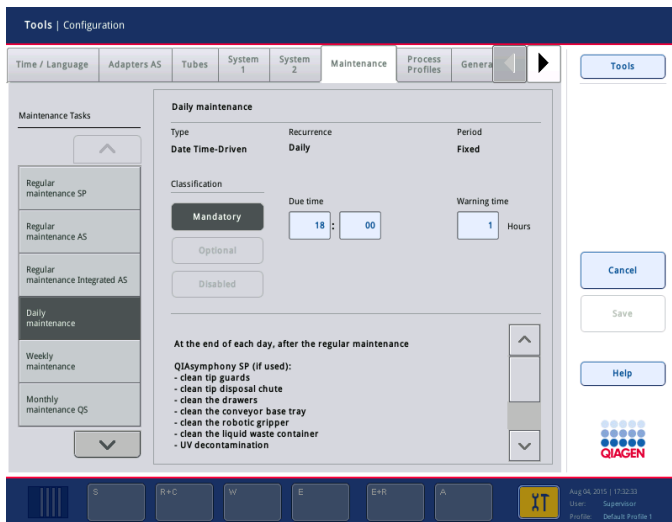 Tools | Configuration
Time / Language
Adapters AS
Tubes
System
1
System
2
Maintenance
Process
Profiles
Genera
Tools
Maintenance Tasks
Regular
maintenance SP
Regular
maintenance AS
Regular
maintenance Integrated AS
Daily
maintenance
Weekly
maintenance
Monthly
maintenance QS
Daily maintenance
Type
Recurrence
Period
Date Time-Driven
Daily
Fixed
Classification
Due time
Warning time
Mandatory
18 : 00
1 Hours
Optional
Disabled
At the end of each day, after the regular maintenance
QIAsymphony SP (if used):
- clean tip guards
- clean tip disposal chute
- clean the drawers
- clean the conveyor base tray
- clean the robotic gripper
- clean the liquid waste container
- UV decontamination
Cancel
Save
Help
QIAGEN
S
R+C
W
E
E+R
A
Aug 04, 2015 | 17:32:33
User: Supervisor
Profile: Default Profile 1